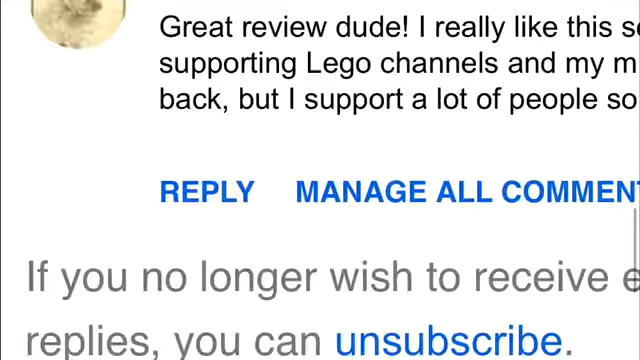 Great review dude! I really like this s
supporting Lego channels and my m
back, but I support a lot of people so
REPLY MANAGE ALL COMMENT
If you no longer wish to receive e
replies, you can unsubscribe.